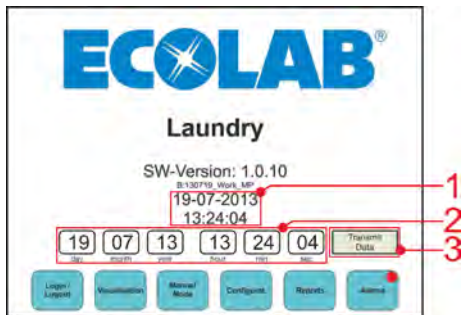 ECOLAB®
Laundry
SW-Version: 1.0.10
B:130719_Work_MP
19-07-2013
13:24:04
19 07 13 13 24 04
day month year hour min sec
Transmit Data
Login / Logout Visualisation Manual Mode Configurat. Reports Alarms
1
2
3